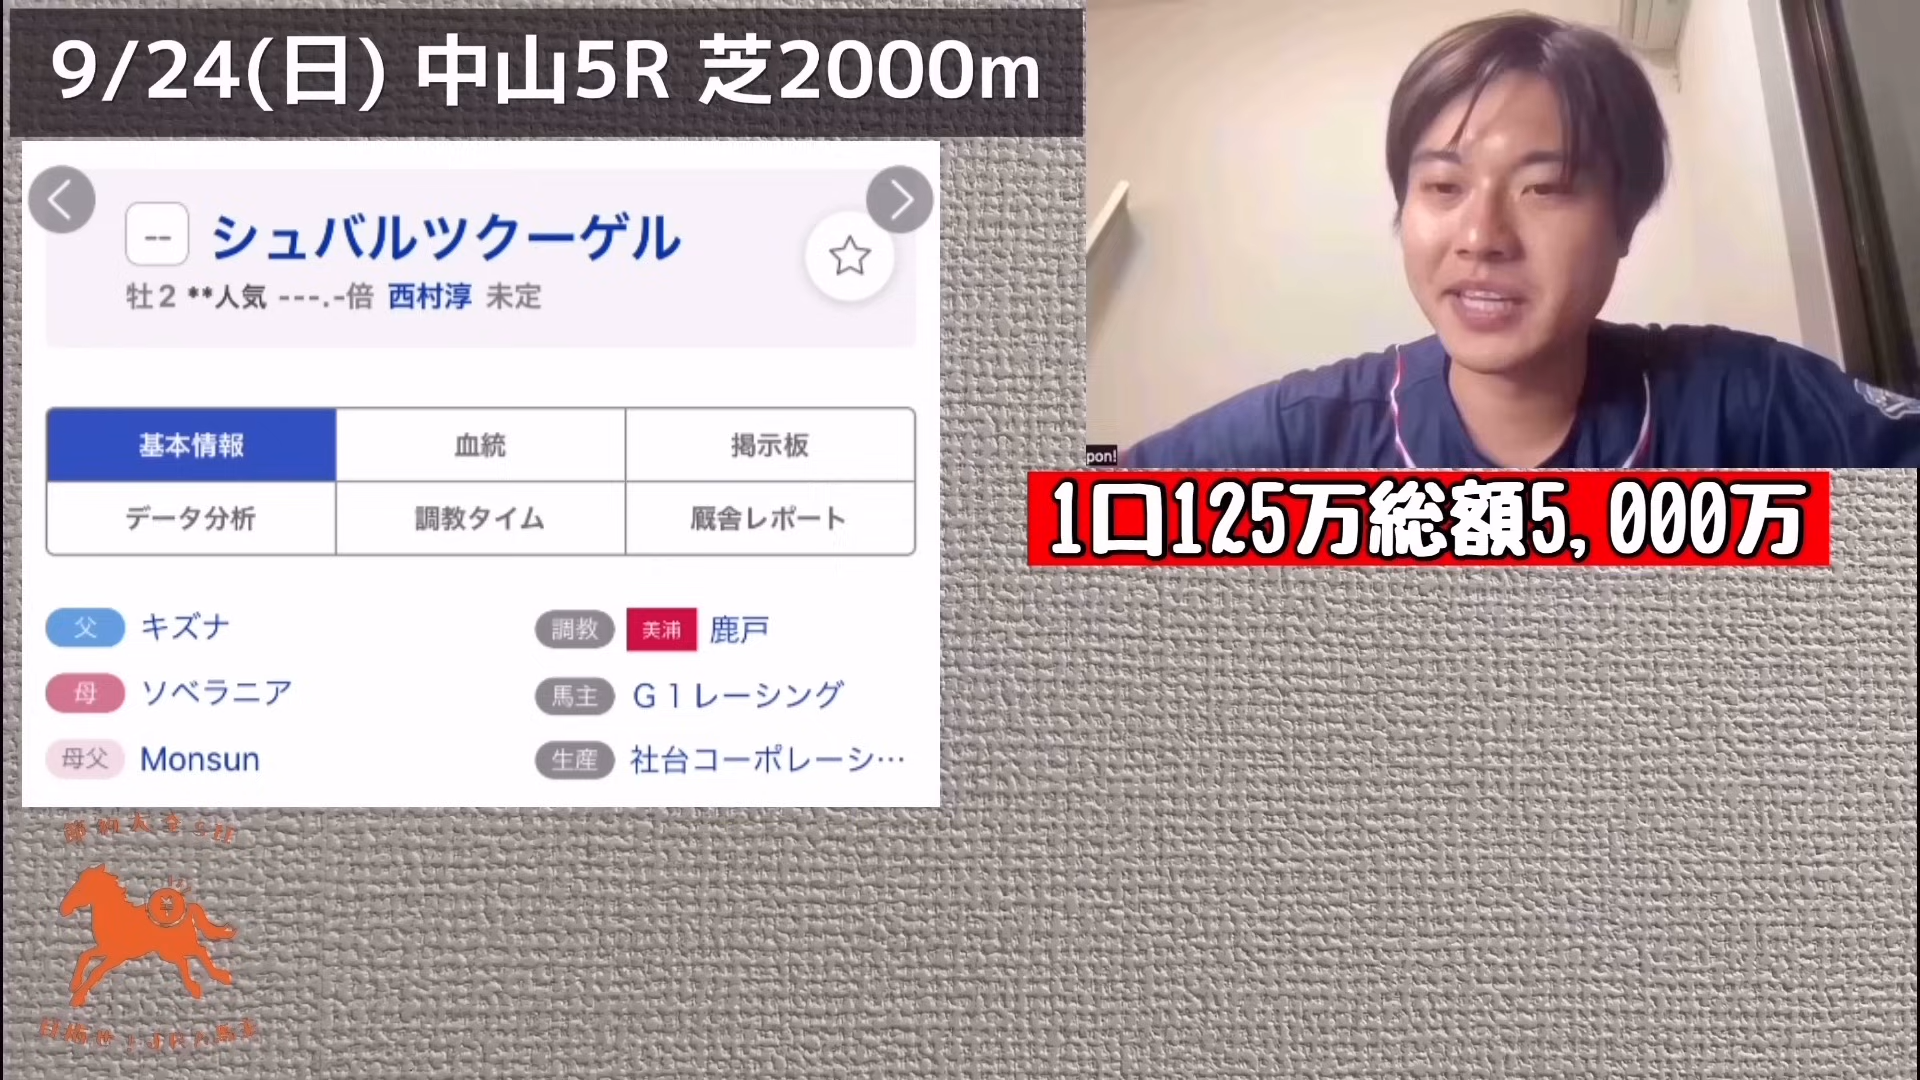 9/24(日) 中山5R 芝2000m
-- シュバルツクーゲル
牡2 **人気 ---.-倍 西村淳 未定
基本情報 血統 掲示板
データ分析 調教タイム 厩舎レポート
父 キズナ 調教 美浦 鹿戸
母 ソベラニア 馬主 G1レーシング
母父 Monsun 生産 社台コーポレーシ…
pon!
1口125万総額5,000万